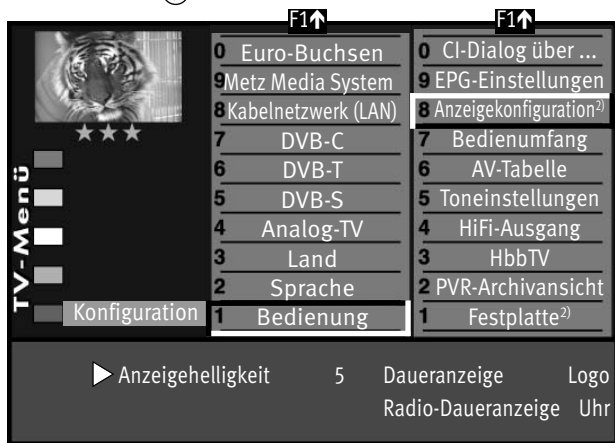 F1↑ F1↑
0 Euro-Buchsen
9 Metz Media System
8 Kabelnetzwerk (LAN)
7 DVB-C
6 DVB-T
5 DVB-S
4 Analog-TV
3 Land
2 Sprache
1 Bedienung
0 CI-Dialog über ...
9 EPG-Einstellungen
8 Anzeigekonfiguration²⁾
7 Bedienumfang
6 AV-Tabelle
5 Toneinstellungen
4 HiFi-Ausgang
3 HbbTV
2 PVR-Archivansicht
1 Festplatte²⁾
TV-Menü
Konfiguration
Anzeigehelligkeit 5 Daueranzeige Logo
Radio-Daueranzeige Uhr